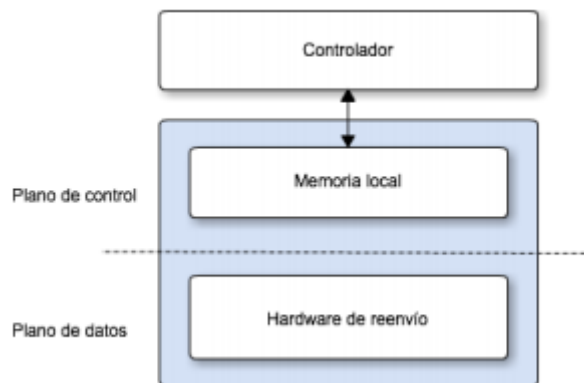 Controlador
Memoria local
Plano de control
Hardware de reenvío
Plano de datos